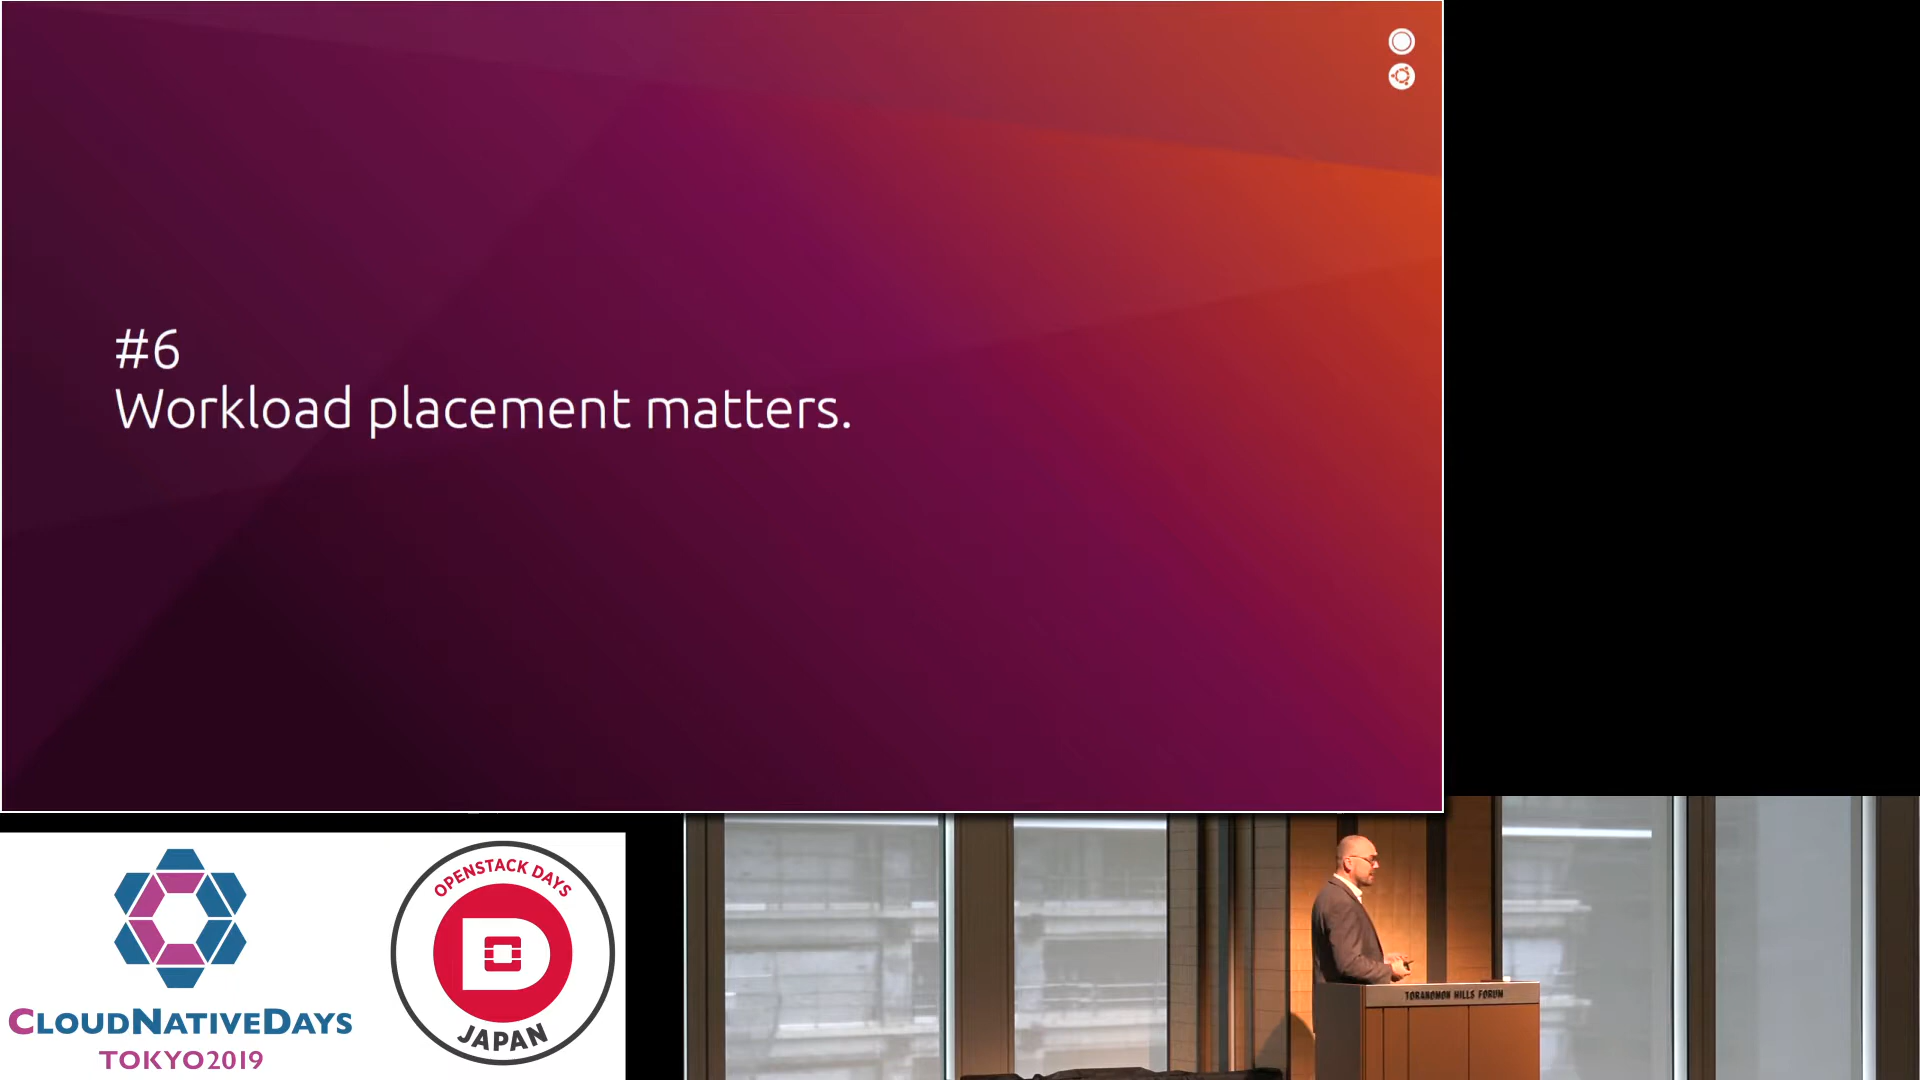 #6
Workload placement matters.
CLOUDNATIVEDAYS
TOKYO2019
OPENSTACK DAYS
JAPAN
TORANOMON HILLS FORUM